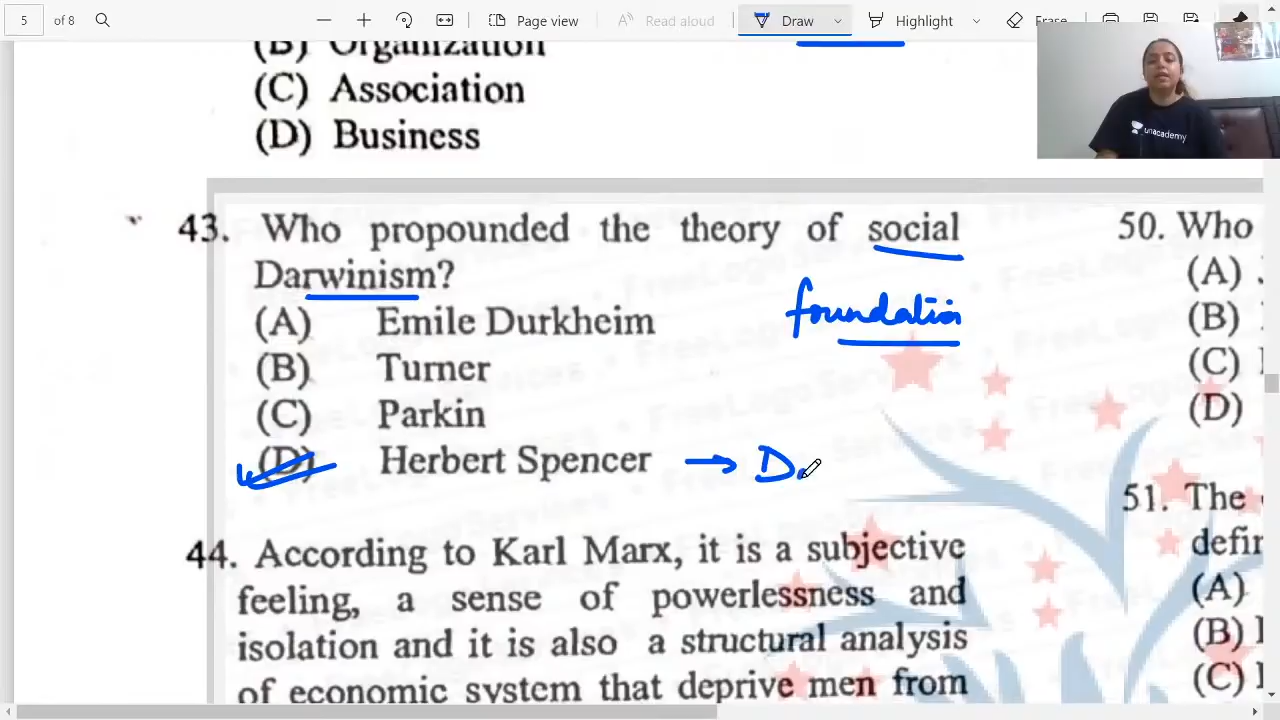 5 of 8
Page view
Read aloud
Draw
Highlight
Erase
(B) Organization
(C) Association
(D) Business
unacademy
43. Who propounded the theory of social
Darwinism?
(A) Emile Durkheim
(B) Turner
(C) Parkin
(D) Herbert Spencer → D
foundation
44. According to Karl Marx, it is a subjective
feeling, a sense of powerlessness and
isolation and it is also a structural analysis
of economic system that deprive men from
50. Who
(A)
(B)
(C)
(D)
51. The
defin
(A)
(B)
(C)